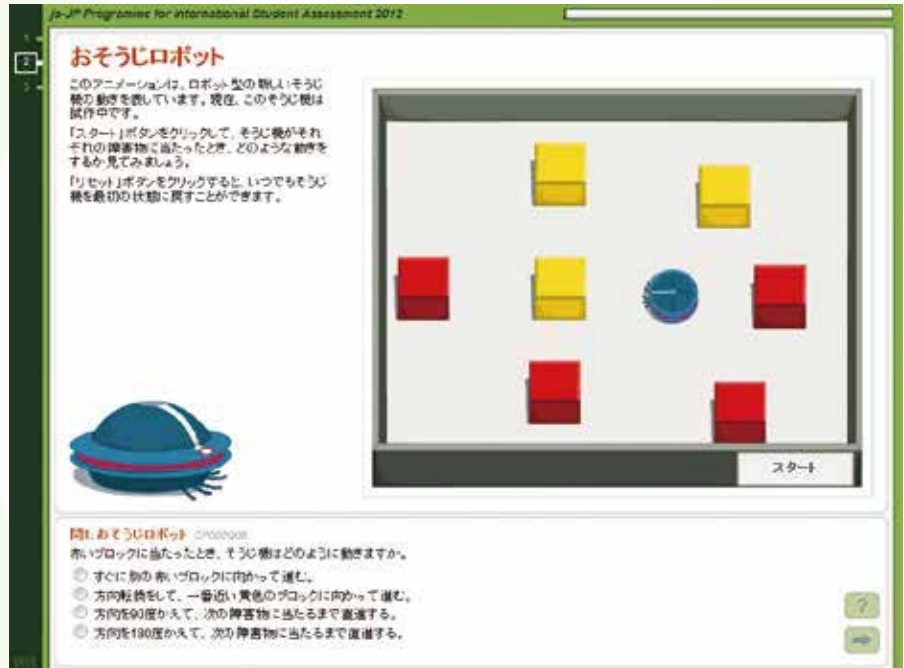 ja-JP Programme for International Student Assessment 2012
1
2
3
おそうじロボット
このアニメーションは、ロボット型の新しいそうじ
機の動きを表しています。現在、このそうじ機は
試作中です。
「スタート」ボタンをクリックして、そうじ機がそれ
ぞれの障害物に当たったとき、どのような動きを
するか見てみましょう。
「リセット」ボタンをクリックすると、いつでもそうじ
機を最初の状態に戻すことができます。
スタート
問1. おそうじロボット
赤いブロックに当たったとき、そうじ機はどのように動きますか。
すぐに別の赤いブロックに向かって進む。
方向転換をして、一番近い黄色のブロックに向かって進む。
方向を90度かえて、次の障害物に当たるまで直進する。
方向を180度かえて、次の障害物に当たるまで直進する。
?